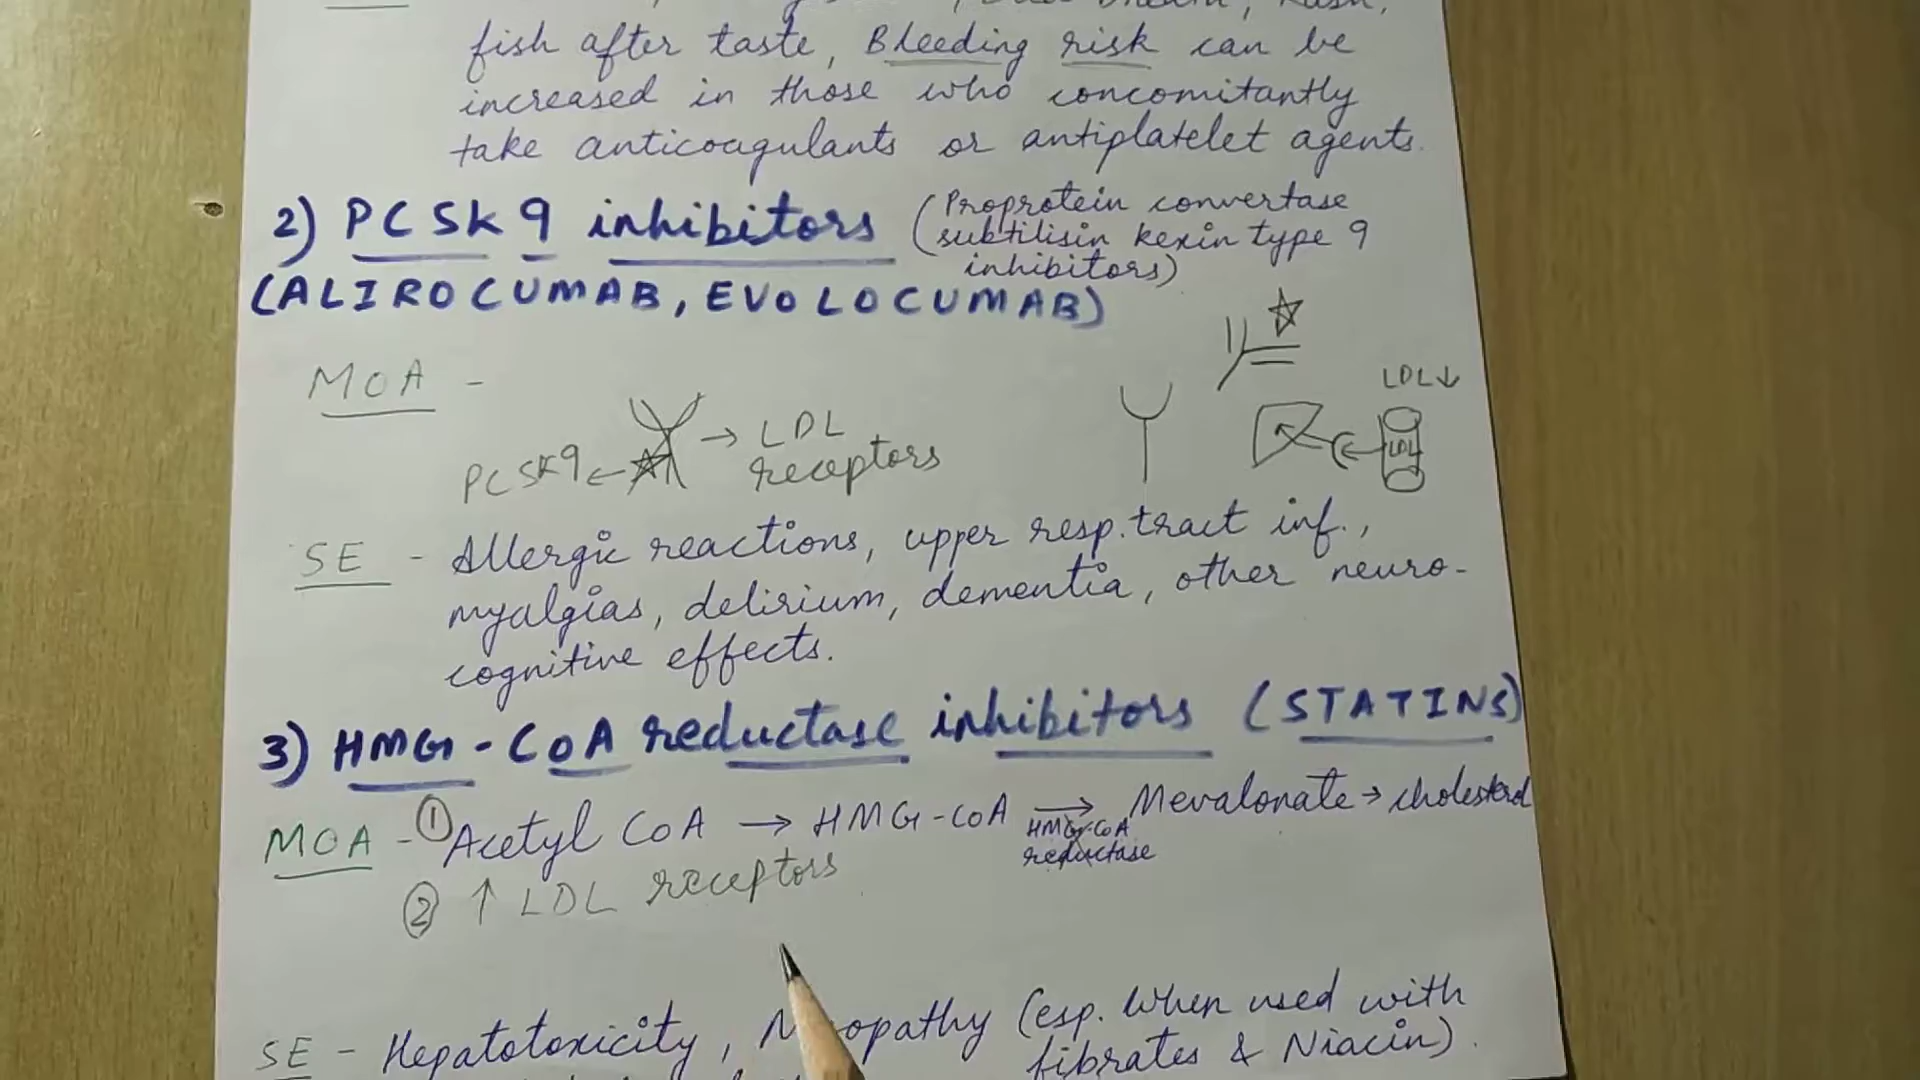 fish after taste, Bleeding risk can be
increased in those who concomitantly
take anticoagulants or antiplatelet agents.
2) PCSK9 inhibitors (Proprotein convertase
subtilisin kexin type 9
inhibitors)
(ALIROCUMAB, EVOLOCUMAB)
MOA -
LDL↓
PCSK9 ← → LDL
receptors
LDL
SE - Allergic reactions, upper resp. tract inf.,
myalgias, delirium, dementia, other neuro-
cognitive effects.
3) HMG-CoA reductase inhibitors (STATINS)
MOA - ① Acetyl CoA → HMG-CoA → Mevalonate → cholesterol
HMG-CoA
reductase
② ↑ LDL receptors
SE - Hepatotoxicity, (esp. when used with
fibrates & Niacin).